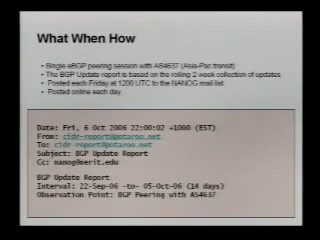 What When How
• Single eBGP peering session with AS4637 (Asia-Pac transit)
• The BGP Update report is based on the rolling 2 week collection of updates
• Posted each Friday at 1200 UTC to the NANOG mail list
• Posted online each day
Date: Fri, 6 Oct 2006 22:00:02 +1000 (EST)
From: cidr-report@potaroo.net
To: cidr-report@potaroo.net
Subject: BGP Update Report
Cc: nanog@merit.edu
BGP Update Report
Interval: 22-Sep-06 -to- 05-Oct-06 (14 days)
Observation Point: BGP Peering with AS4637